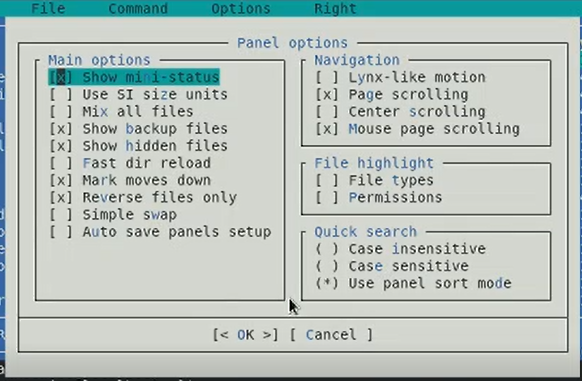 File Command Options Right
Panel options
Main options
[x] Show mini-status
[ ] Use SI size units
[ ] Mix all files
[x] Show backup files
[x] Show hidden files
[ ] Fast dir reload
[x] Mark moves down
[x] Reverse files only
[ ] Simple swap
[ ] Auto save panels setup
Navigation
[ ] Lynx-like motion
[x] Page scrolling
[ ] Center scrolling
[x] Mouse page scrolling
File highlight
[ ] File types
[ ] Permissions
Quick search
( ) Case insensitive
( ) Case sensitive
(*) Use panel sort mode
[< OK >] [ Cancel ]